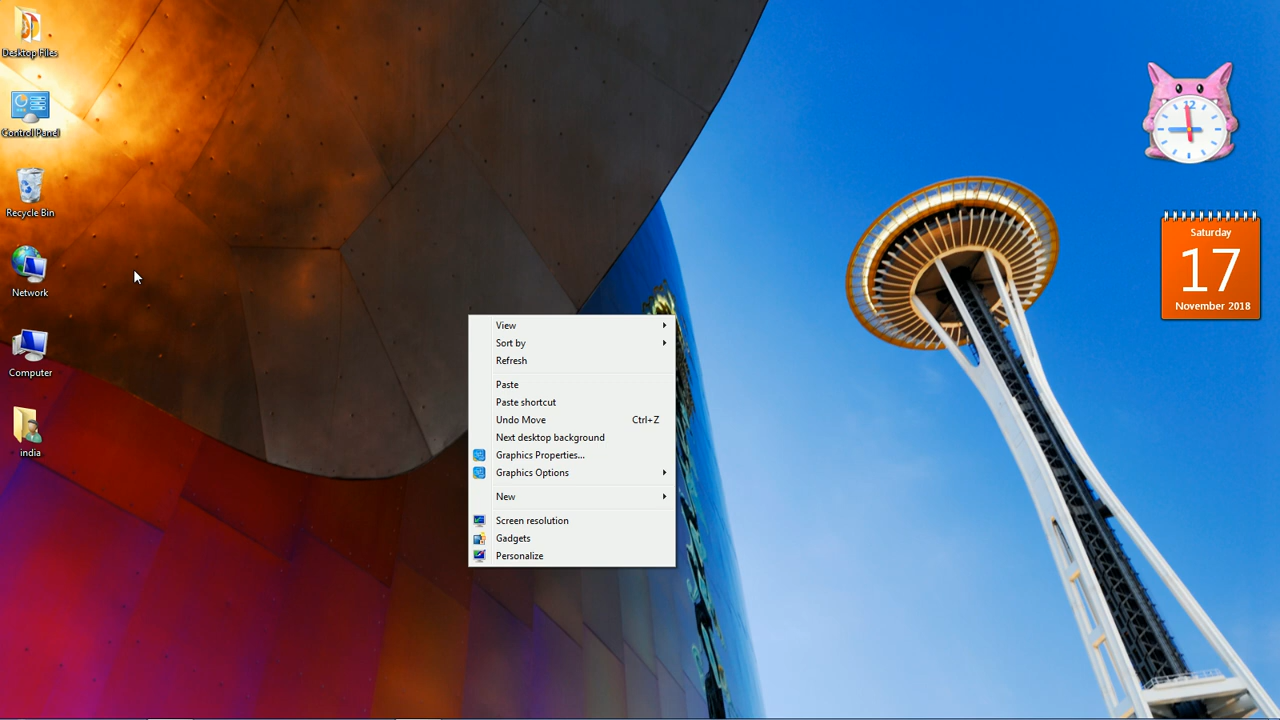 Desktop Files
Control Panel
Recycle Bin
Network
Computer
india
View
Sort by
Refresh
Paste
Paste shortcut
Undo Move Ctrl+Z
Next desktop background
Graphics Properties...
Graphics Options
New
Screen resolution
Gadgets
Personalize
12
Saturday
17
November 2018